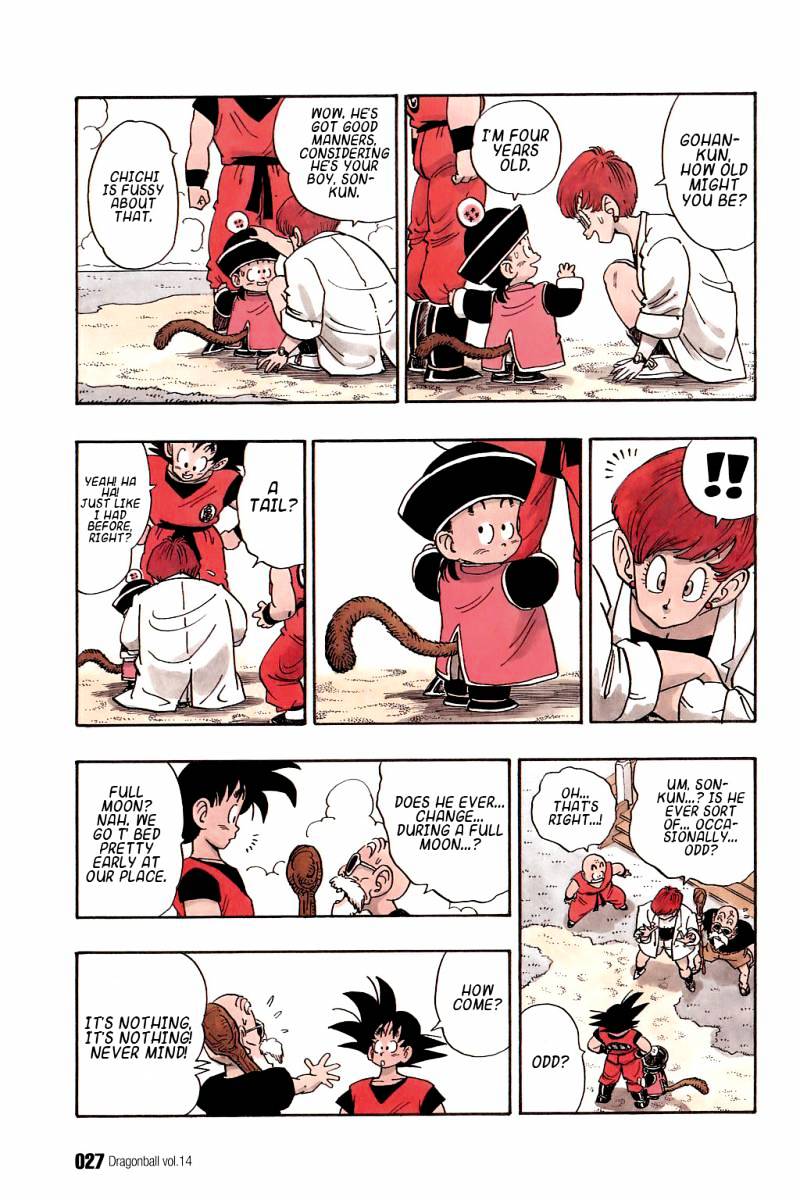 GOHAN-
KUN,
HOW OLD
MIGHT
YOU BE?
I'M FOUR
YEARS
OLD.
WOW, HE'S
GOT GOOD
MANNERS,
CONSIDERING
HE'S YOUR
BOY, SON-
KUN.
CHICHI
IS FUSSY
ABOUT
THAT.
!!
A
TAIL?
YEAH! HA
HA!
JUST LIKE
I HAD
BEFORE,
RIGHT?
UM, SON-
KUN...? IS HE
EVER SORT
OF... OCCA-
SIONALLY...
ODD?
OH...
THAT'S
RIGHT...!
ODD?
DOES HE EVER...
CHANGE...
DURING A FULL
MOON...?
FULL
MOON?
NAH, WE
GO T' BED
PRETTY
EARLY AT
OUR PLACE.
HOW
COME?
IT'S NOTHING,
IT'S NOTHING!
NEVER MIND!
027 Dragonball vol.14